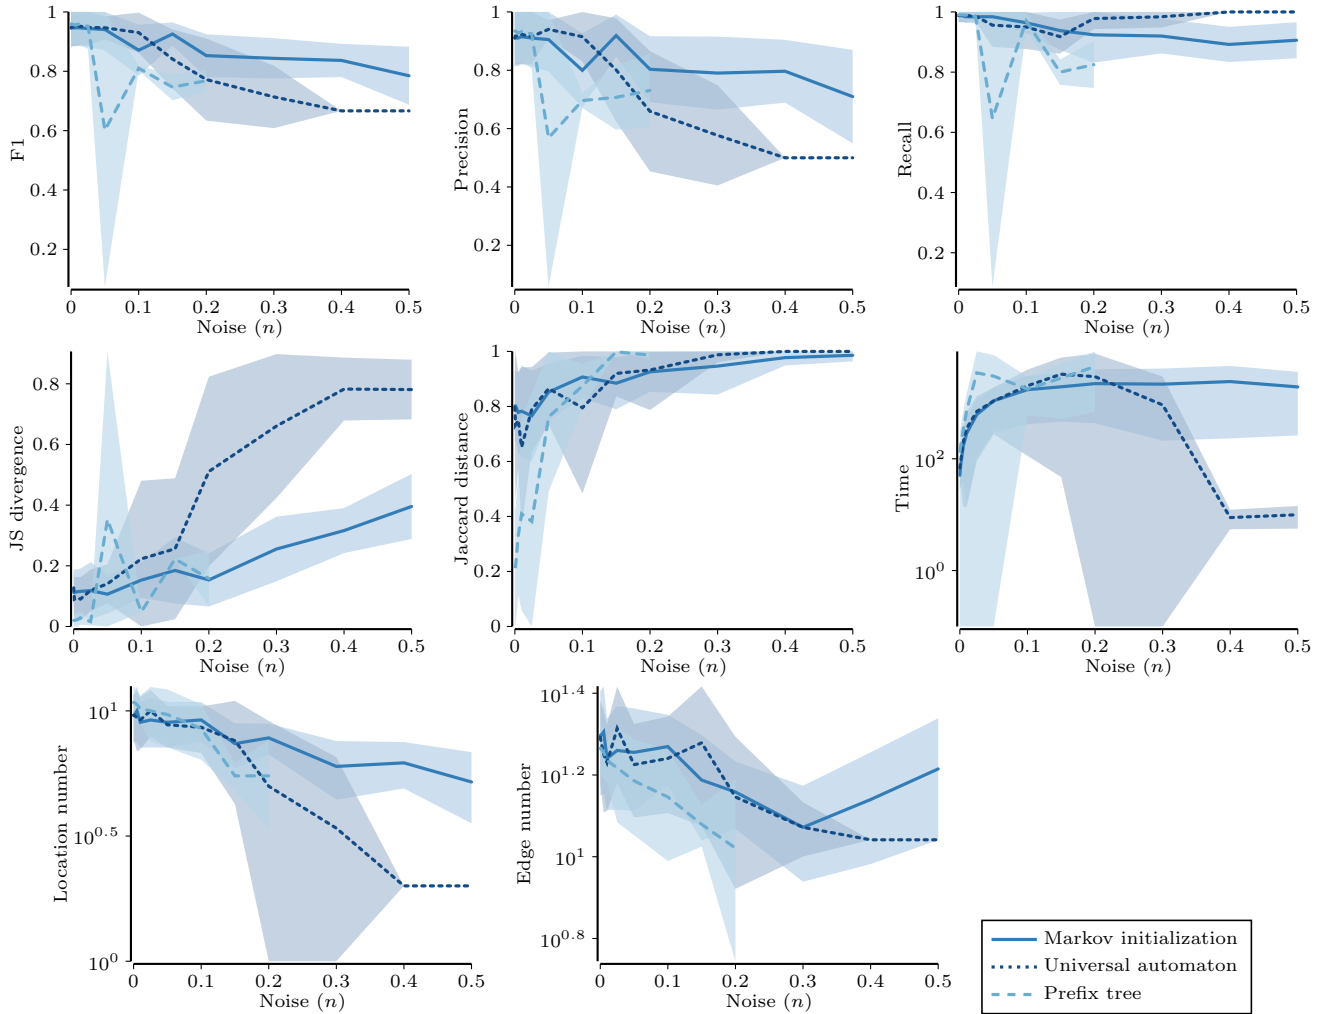 1
0.8
0.6
0.4
0.2
F1
0 0.1 0.2 0.3 0.4 0.5
Noise (n)
1
0.8
0.6
0.4
0.2
Precision
0 0.1 0.2 0.3 0.4 0.5
Noise (n)
1
0.8
0.6
0.4
0.2
Recall
0 0.1 0.2 0.3 0.4 0.5
Noise (n)
0.8
0.6
0.4
0.2
0
JS divergence
0 0.1 0.2 0.3 0.4 0.5
Noise (n)
1
0.8
0.6
0.4
0.2
0
Jaccard distance
0 0.1 0.2 0.3 0.4 0.5
Noise (n)
10^2
10^0
Time
0 0.1 0.2 0.3 0.4 0.5
Noise (n)
10^1
10^0.5
10^0
Location number
0 0.1 0.2 0.3 0.4 0.5
Noise (n)
10^1.4
10^1.2
10^1
10^0.8
Edge number
0 0.1 0.2 0.3 0.4 0.5
Noise (n)
Markov initialization
Universal automaton
Prefix tree